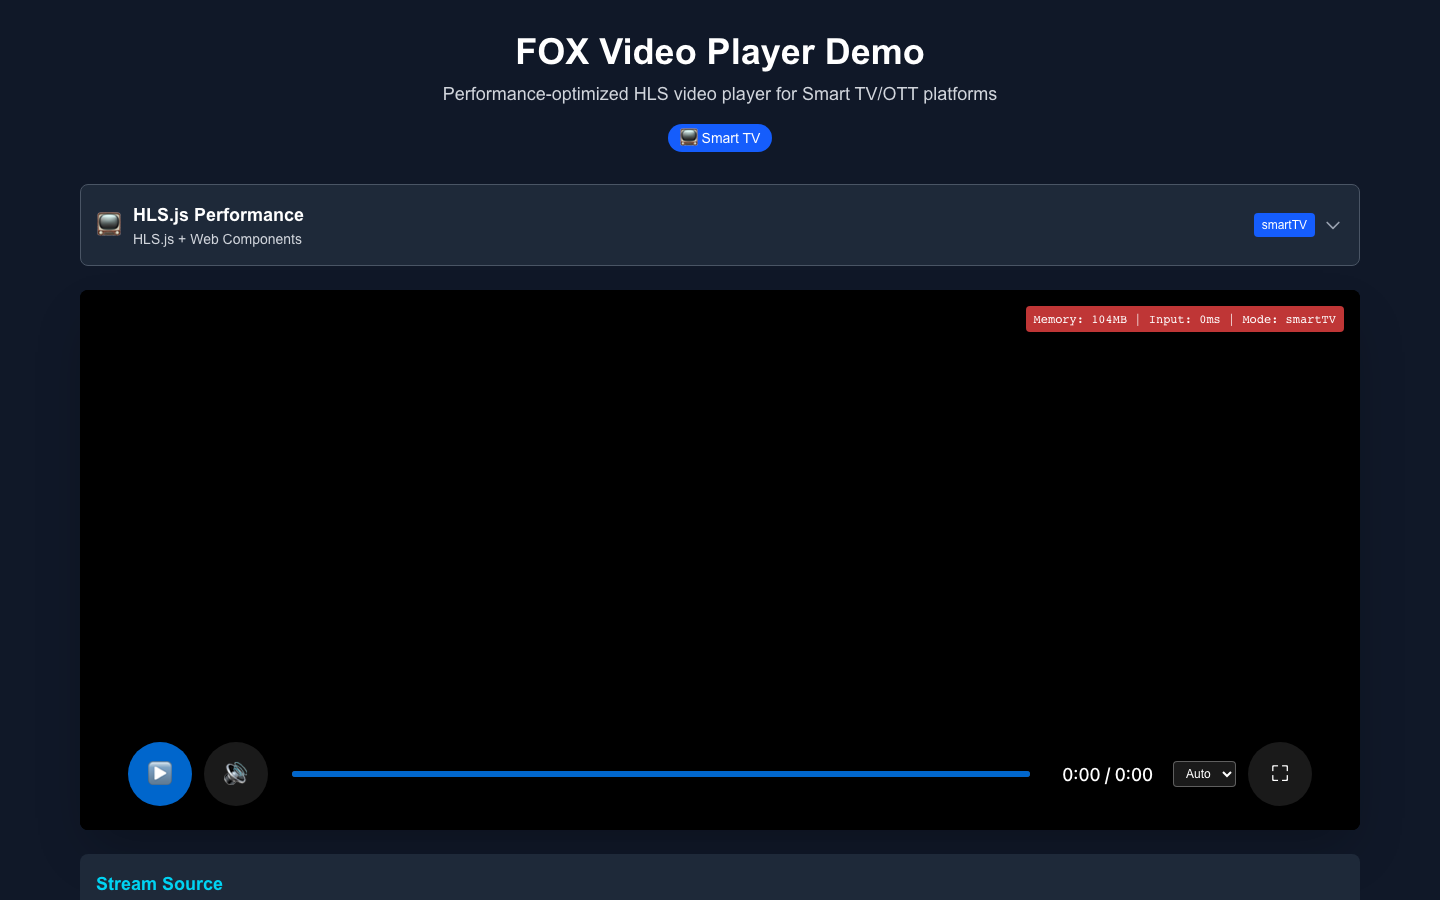 FOX Video Player Demo
Performance-optimized HLS video player for Smart TV/OTT platforms
Smart TV
HLS.js Performance
HLS.js + Web Components
smartTV
Memory: 104MB | Input: 0ms | Mode: smartTV
0:00 / 0:00
Auto
Stream Source